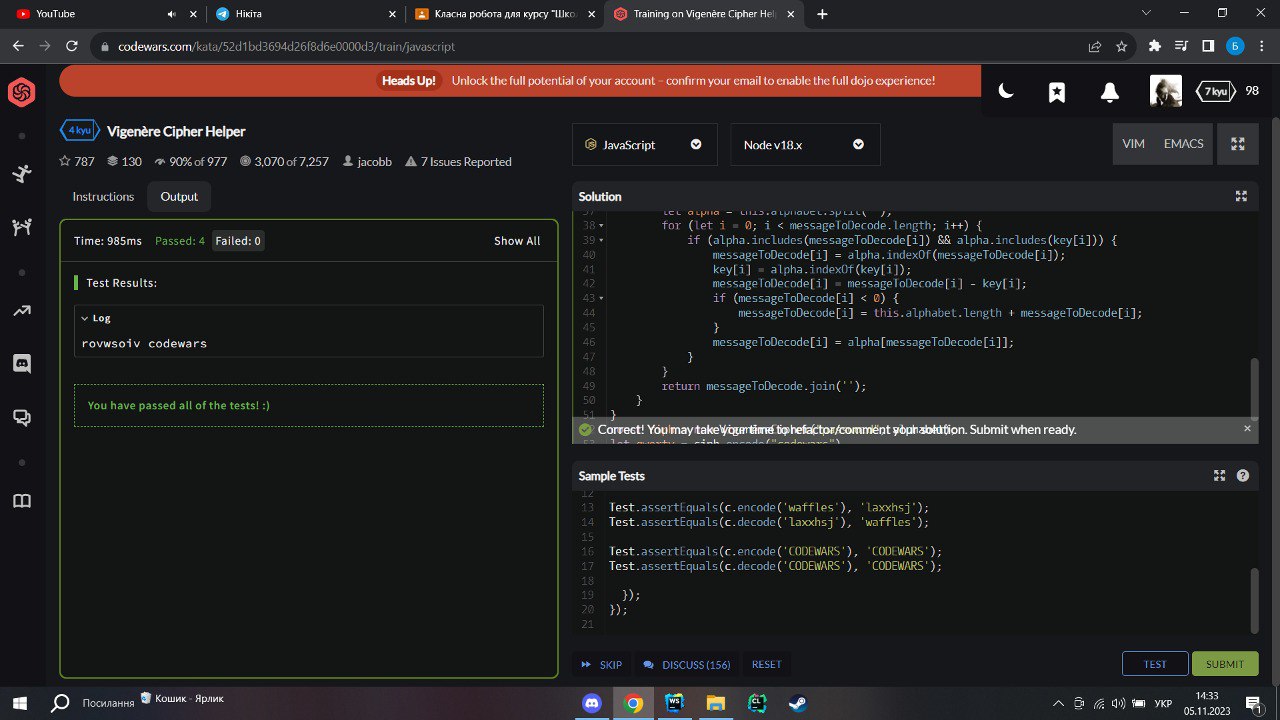 YouTube
Нікіта
Класна робота для курсу "Шко
Training on Vigenère Cipher Hel
codewars.com/kata/52d1bd3694d26f8d6e0000d3/train/javascript
Б
Heads Up! Unlock the full potential of your account – confirm your email to enable the full dojo experience!
7 kyu 98
4 kyu Vigenère Cipher Helper
787 130 90% of 977 3,070 of 7,257 jacobb 7 Issues Reported
JavaScript
Node v18.x
VIM EMACS
Instructions Output
Time: 985ms Passed: 4 Failed: 0 Show All
Test Results:
Log
rovwsoiv codewars
You have passed all of the tests! :)
Solution
37 let alpha = this.alphabet.split('');
38 for (let i = 0; i < messageToDecode.length; i++) {
39 if (alpha.includes(messageToDecode[i]) && alpha.includes(key[i])) {
40 messageToDecode[i] = alpha.indexOf(messageToDecode[i]);
41 key[i] = alpha.indexOf(key[i]);
42 messageToDecode[i] = messageToDecode[i] - key[i];
43 if (messageToDecode[i] < 0) {
44 messageToDecode[i] = this.alphabet.length + messageToDecode[i];
45 }
46 messageToDecode[i] = alpha[messageToDecode[i]];
47 }
48 }
49 return messageToDecode.join('');
50 }
51 }
Correct! You may take your time to refactor/comment your solution. Submit when ready.
53 let qwerty = ciph.encode("codewars")
Sample Tests
12
13 Test.assertEquals(c.encode('waffles'), 'laxxhsj');
14 Test.assertEquals(c.decode('laxxhsj'), 'waffles');
15
16 Test.assertEquals(c.encode('CODEWARS'), 'CODEWARS');
17 Test.assertEquals(c.decode('CODEWARS'), 'CODEWARS');
18
19 });
20 });
21
SKIP DISCUSS (156) RESET
TEST SUBMIT
Посилання
Кошик - Ярлик
УКР
14:33
05.11.2023
1